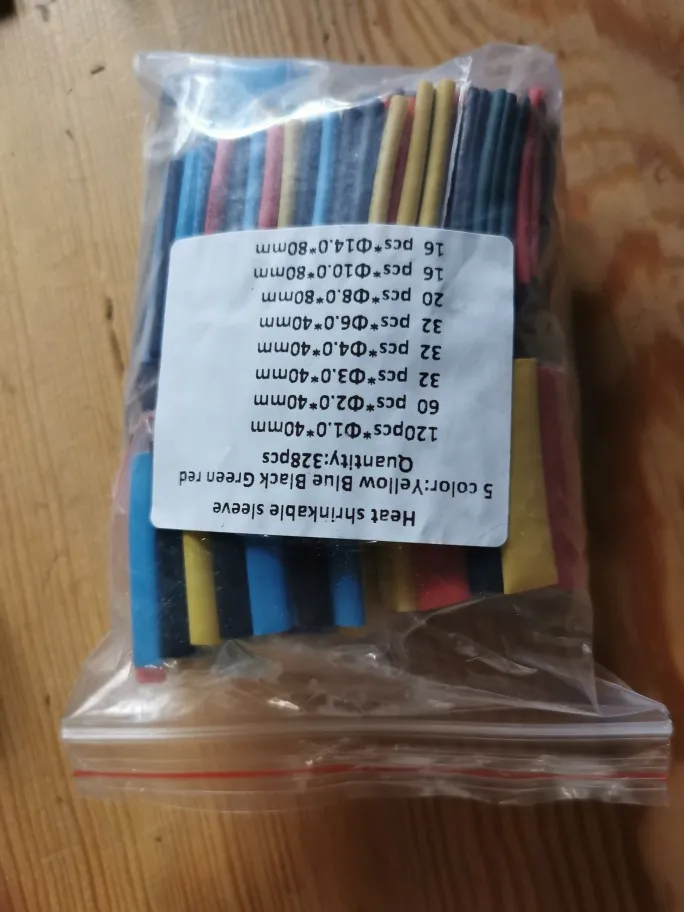 Heat shrinkable sleeve
5 color:Yellow Blue Black Green red
Quantity:328pcs
120pcs*Φ1.0*40mm
60 pcs*Φ2.0*40mm
32 pcs*Φ3.0*40mm
32 pcs*Φ4.0*40mm
32 pcs*Φ6.0*40mm
20 pcs*Φ8.0*80mm
16 pcs*Φ10.0*80mm
16 pcs*Φ14.0*80mm